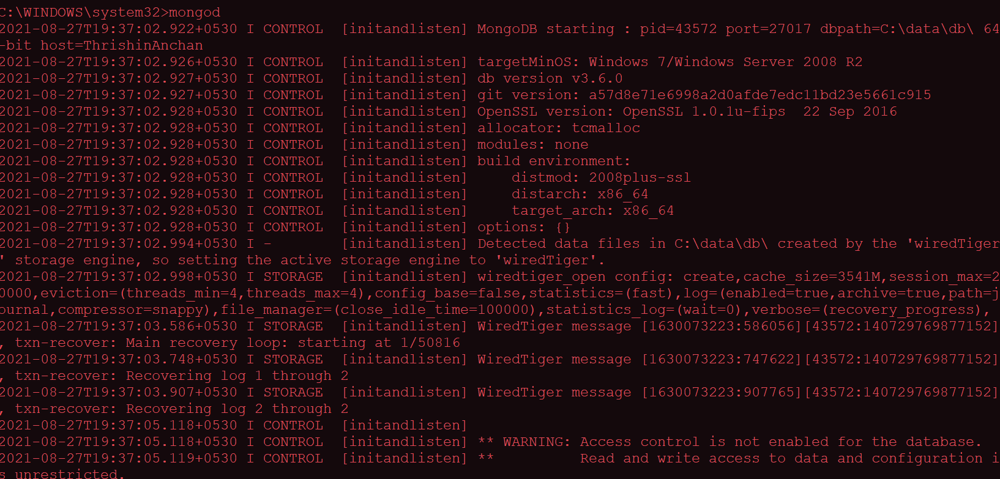 C:\WINDOWS\system32>mongod
2021-08-27T19:37:02.922+0530 I CONTROL  [initandlisten] MongoDB starting : pid=43572 port=27017 dbpath=C:\data\db\ 64
-bit host=ThrishinAnchan
2021-08-27T19:37:02.926+0530 I CONTROL  [initandlisten] targetMinOS: Windows 7/Windows Server 2008 R2
2021-08-27T19:37:02.927+0530 I CONTROL  [initandlisten] db version v3.6.0
2021-08-27T19:37:02.927+0530 I CONTROL  [initandlisten] git version: a57d8e71e6998a2d0afde7edc11bd23e5661c915
2021-08-27T19:37:02.928+0530 I CONTROL  [initandlisten] OpenSSL version: OpenSSL 1.0.1u-fips  22 Sep 2016
2021-08-27T19:37:02.928+0530 I CONTROL  [initandlisten] allocator: tcmalloc
2021-08-27T19:37:02.928+0530 I CONTROL  [initandlisten] modules: none
2021-08-27T19:37:02.928+0530 I CONTROL  [initandlisten] build environment:
2021-08-27T19:37:02.928+0530 I CONTROL  [initandlisten]     distmod: 2008plus-ssl
2021-08-27T19:37:02.928+0530 I CONTROL  [initandlisten]     distarch: x86_64
2021-08-27T19:37:02.928+0530 I CONTROL  [initandlisten]     target_arch: x86_64
2021-08-27T19:37:02.928+0530 I CONTROL  [initandlisten] options: {}
2021-08-27T19:37:02.994+0530 I -        [initandlisten] Detected data files in C:\data\db\ created by the 'wiredTiger
' storage engine, so setting the active storage engine to 'wiredTiger'.
2021-08-27T19:37:02.998+0530 I STORAGE  [initandlisten] wiredtiger_open config: create,cache_size=3541M,session_max=2
0000,eviction=(threads_min=4,threads_max=4),config_base=false,statistics=(fast),log=(enabled=true,archive=true,path=j
ournal,compressor=snappy),file_manager=(close_idle_time=100000),statistics_log=(wait=0),verbose=(recovery_progress),
2021-08-27T19:37:03.586+0530 I STORAGE  [initandlisten] WiredTiger message [1630073223:586056][43572:140729769877152]
, txn-recover: Main recovery loop: starting at 1/50816
2021-08-27T19:37:03.748+0530 I STORAGE  [initandlisten] WiredTiger message [1630073223:747622][43572:140729769877152]
, txn-recover: Recovering log 1 through 2
2021-08-27T19:37:03.907+0530 I STORAGE  [initandlisten] WiredTiger message [1630073223:907765][43572:140729769877152]
, txn-recover: Recovering log 2 through 2
2021-08-27T19:37:05.118+0530 I CONTROL  [initandlisten]
2021-08-27T19:37:05.118+0530 I CONTROL  [initandlisten] ** WARNING: Access control is not enabled for the database.
2021-08-27T19:37:05.119+0530 I CONTROL  [initandlisten] **          Read and write access to data and configuration i
s unrestricted.